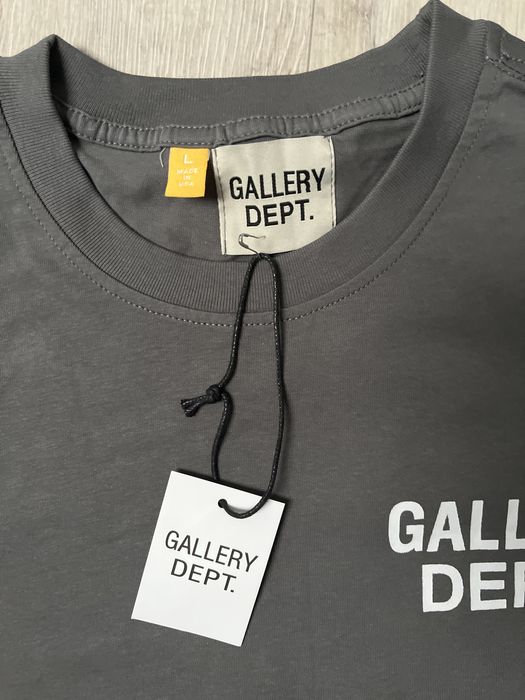 L
MADE
IN
USA
GALLERY
DEPT.
GALLERY
DEPT.
GALL
DEP